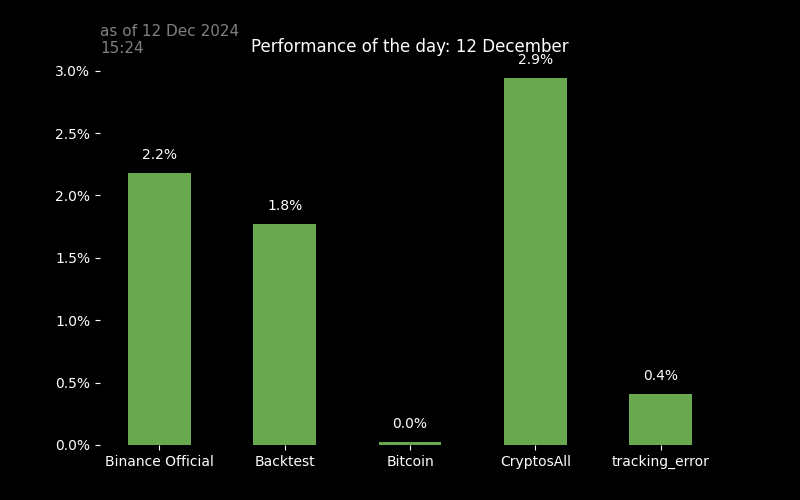 as of 12 Dec 2024
15:24
Performance of the day: 12 December
3.0%
2.5%
2.0%
1.5%
1.0%
0.5%
0.0%
2.2%
1.8%
0.0%
2.9%
0.4%
Binance Official
Backtest
Bitcoin
CryptosAll
tracking_error